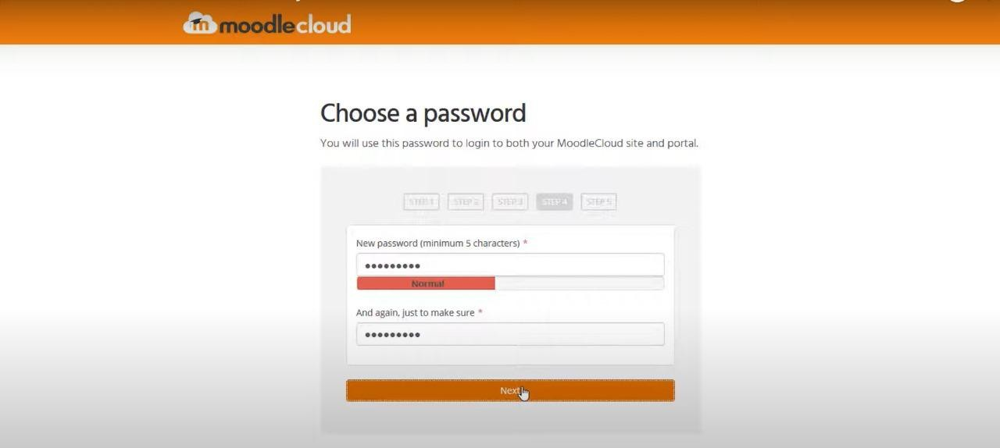 moodlecloud
Choose a password
You will use this password to login to both your MoodleCloud site and portal.
STEP 1 STEP 2 STEP 3 STEP 4 STEP 5
New password (minimum 5 characters) *
•••••••••
Normal
And again, just to make sure *
•••••••••
Next